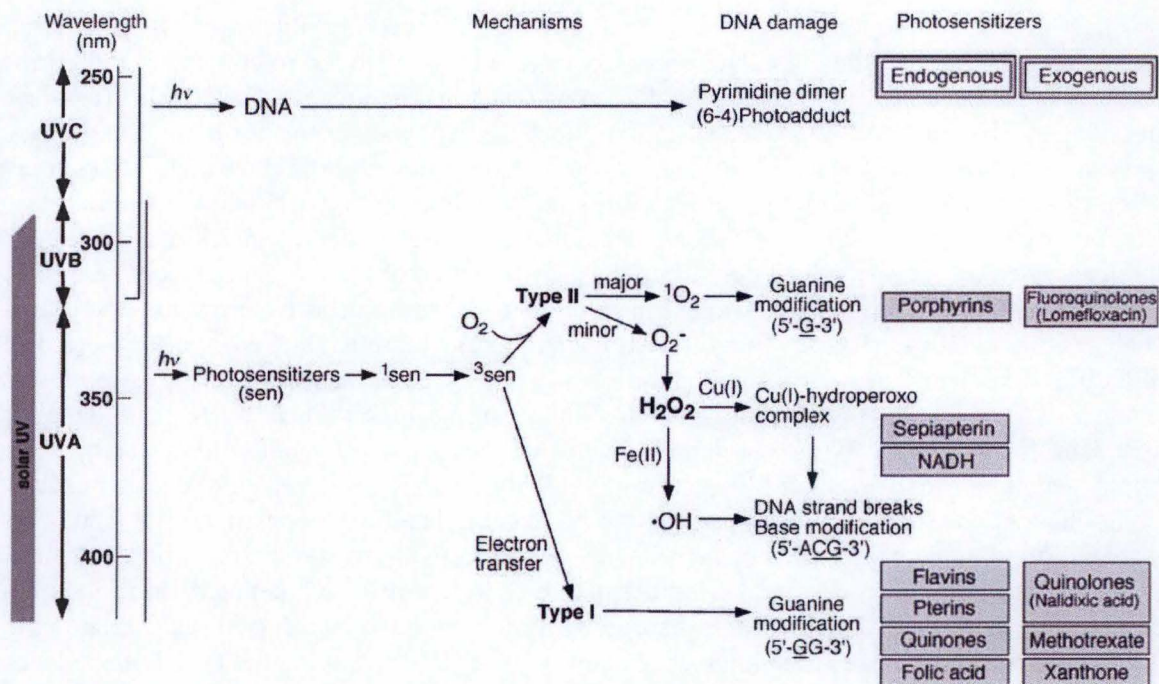 Wavelength
(nm)
Mechanisms
DNA damage
Photosensitizers
Endogenous
Exogenous
250
hν
DNA
Pyrimidine dimer
(6-4)Photoadduct
UVC
300
UVB
solar UV
UVA
Type II
major
¹O₂
Guanine
modification
(5'-G-3')
Porphyrins
Fluoroquinolones
(Lomefloxacin)
O₂
minor
O₂⁻
hν
Photosensitizers
(sen)
¹sen
³sen
350
Cu(I)
H₂O₂
Cu(I)-hydroperoxo
complex
Sepiapterin
NADH
Fe(II)
·OH
DNA strand breaks
Base modification
(5'-ACG-3')
400
Electron
transfer
Type I
Guanine
modification
(5'-GG-3')
Flavins
Pterins
Quinones
Folic acid
Quinolones
(Nalidixic acid)
Methotrexate
Xanthone